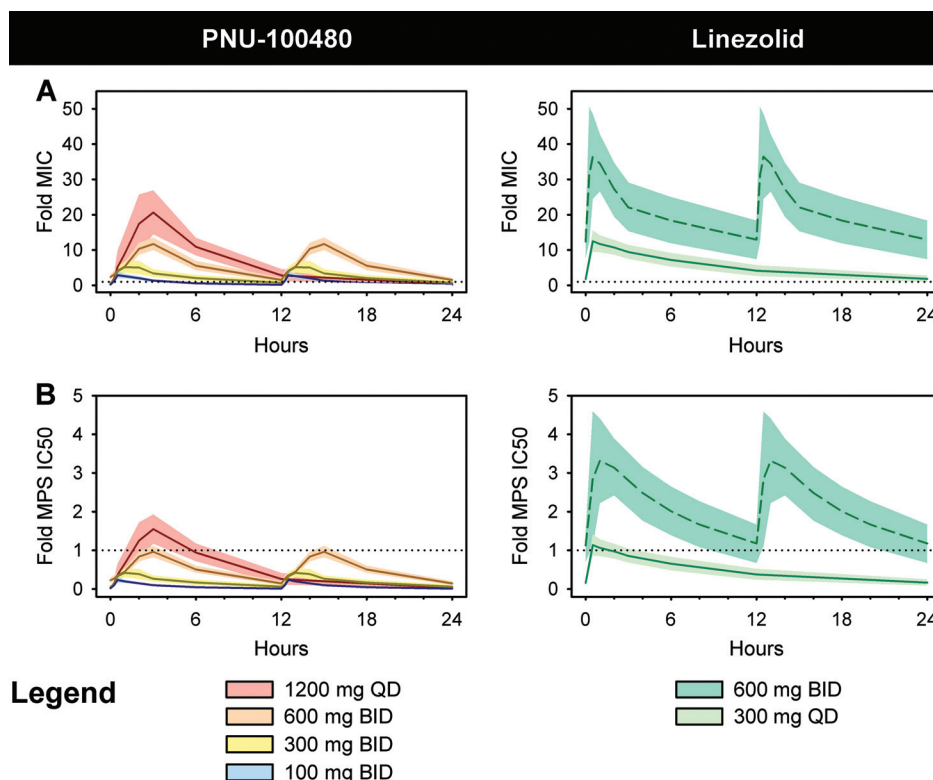 PNU-100480 Linezolid
A
50
40
30
20
10
0
Fold MIC
0 6 12 18 24
Hours
50
40
30
20
10
0
Fold MIC
0 6 12 18 24
Hours
B
5
4
3
2
1
0
Fold MPS IC50
0 6 12 18 24
Hours
5
4
3
2
1
0
Fold MPS IC50
0 6 12 18 24
Hours
Legend
1200 mg QD
600 mg BID
300 mg BID
100 mg BID
600 mg BID
300 mg QD